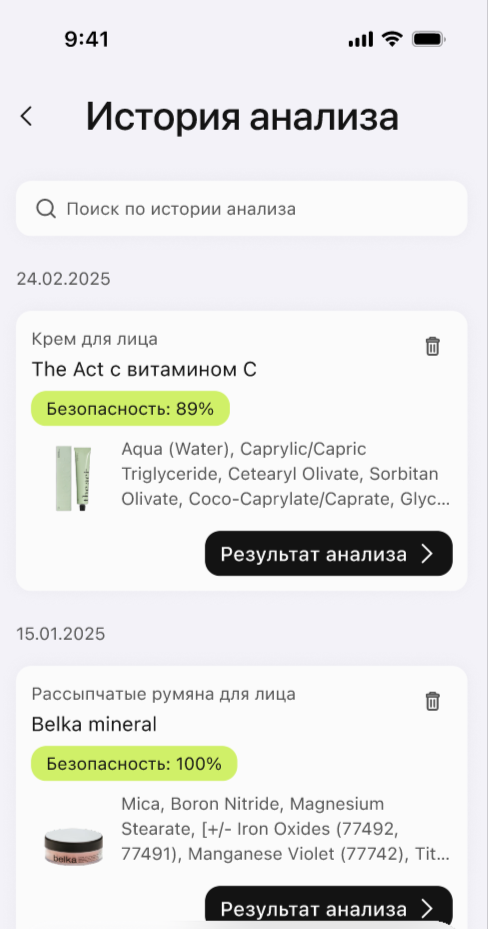 9:41
История анализа
Поиск по истории анализа
24.02.2025
Крем для лица
The Act с витамином С
Безопасность: 89%
Aqua (Water), Caprylic/Capric
Triglyceride, Cetearyl Olivate, Sorbitan
Olivate, Coco-Caprylate/Caprate, Glyc...
the act.
Результат анализа
15.01.2025
Рассыпчатые румяна для лица
Belka mineral
Безопасность: 100%
Mica, Boron Nitride, Magnesium
Stearate, [+/- Iron Oxides (77492,
77491), Manganese Violet (77742), Tit...
belka
Результат анализа